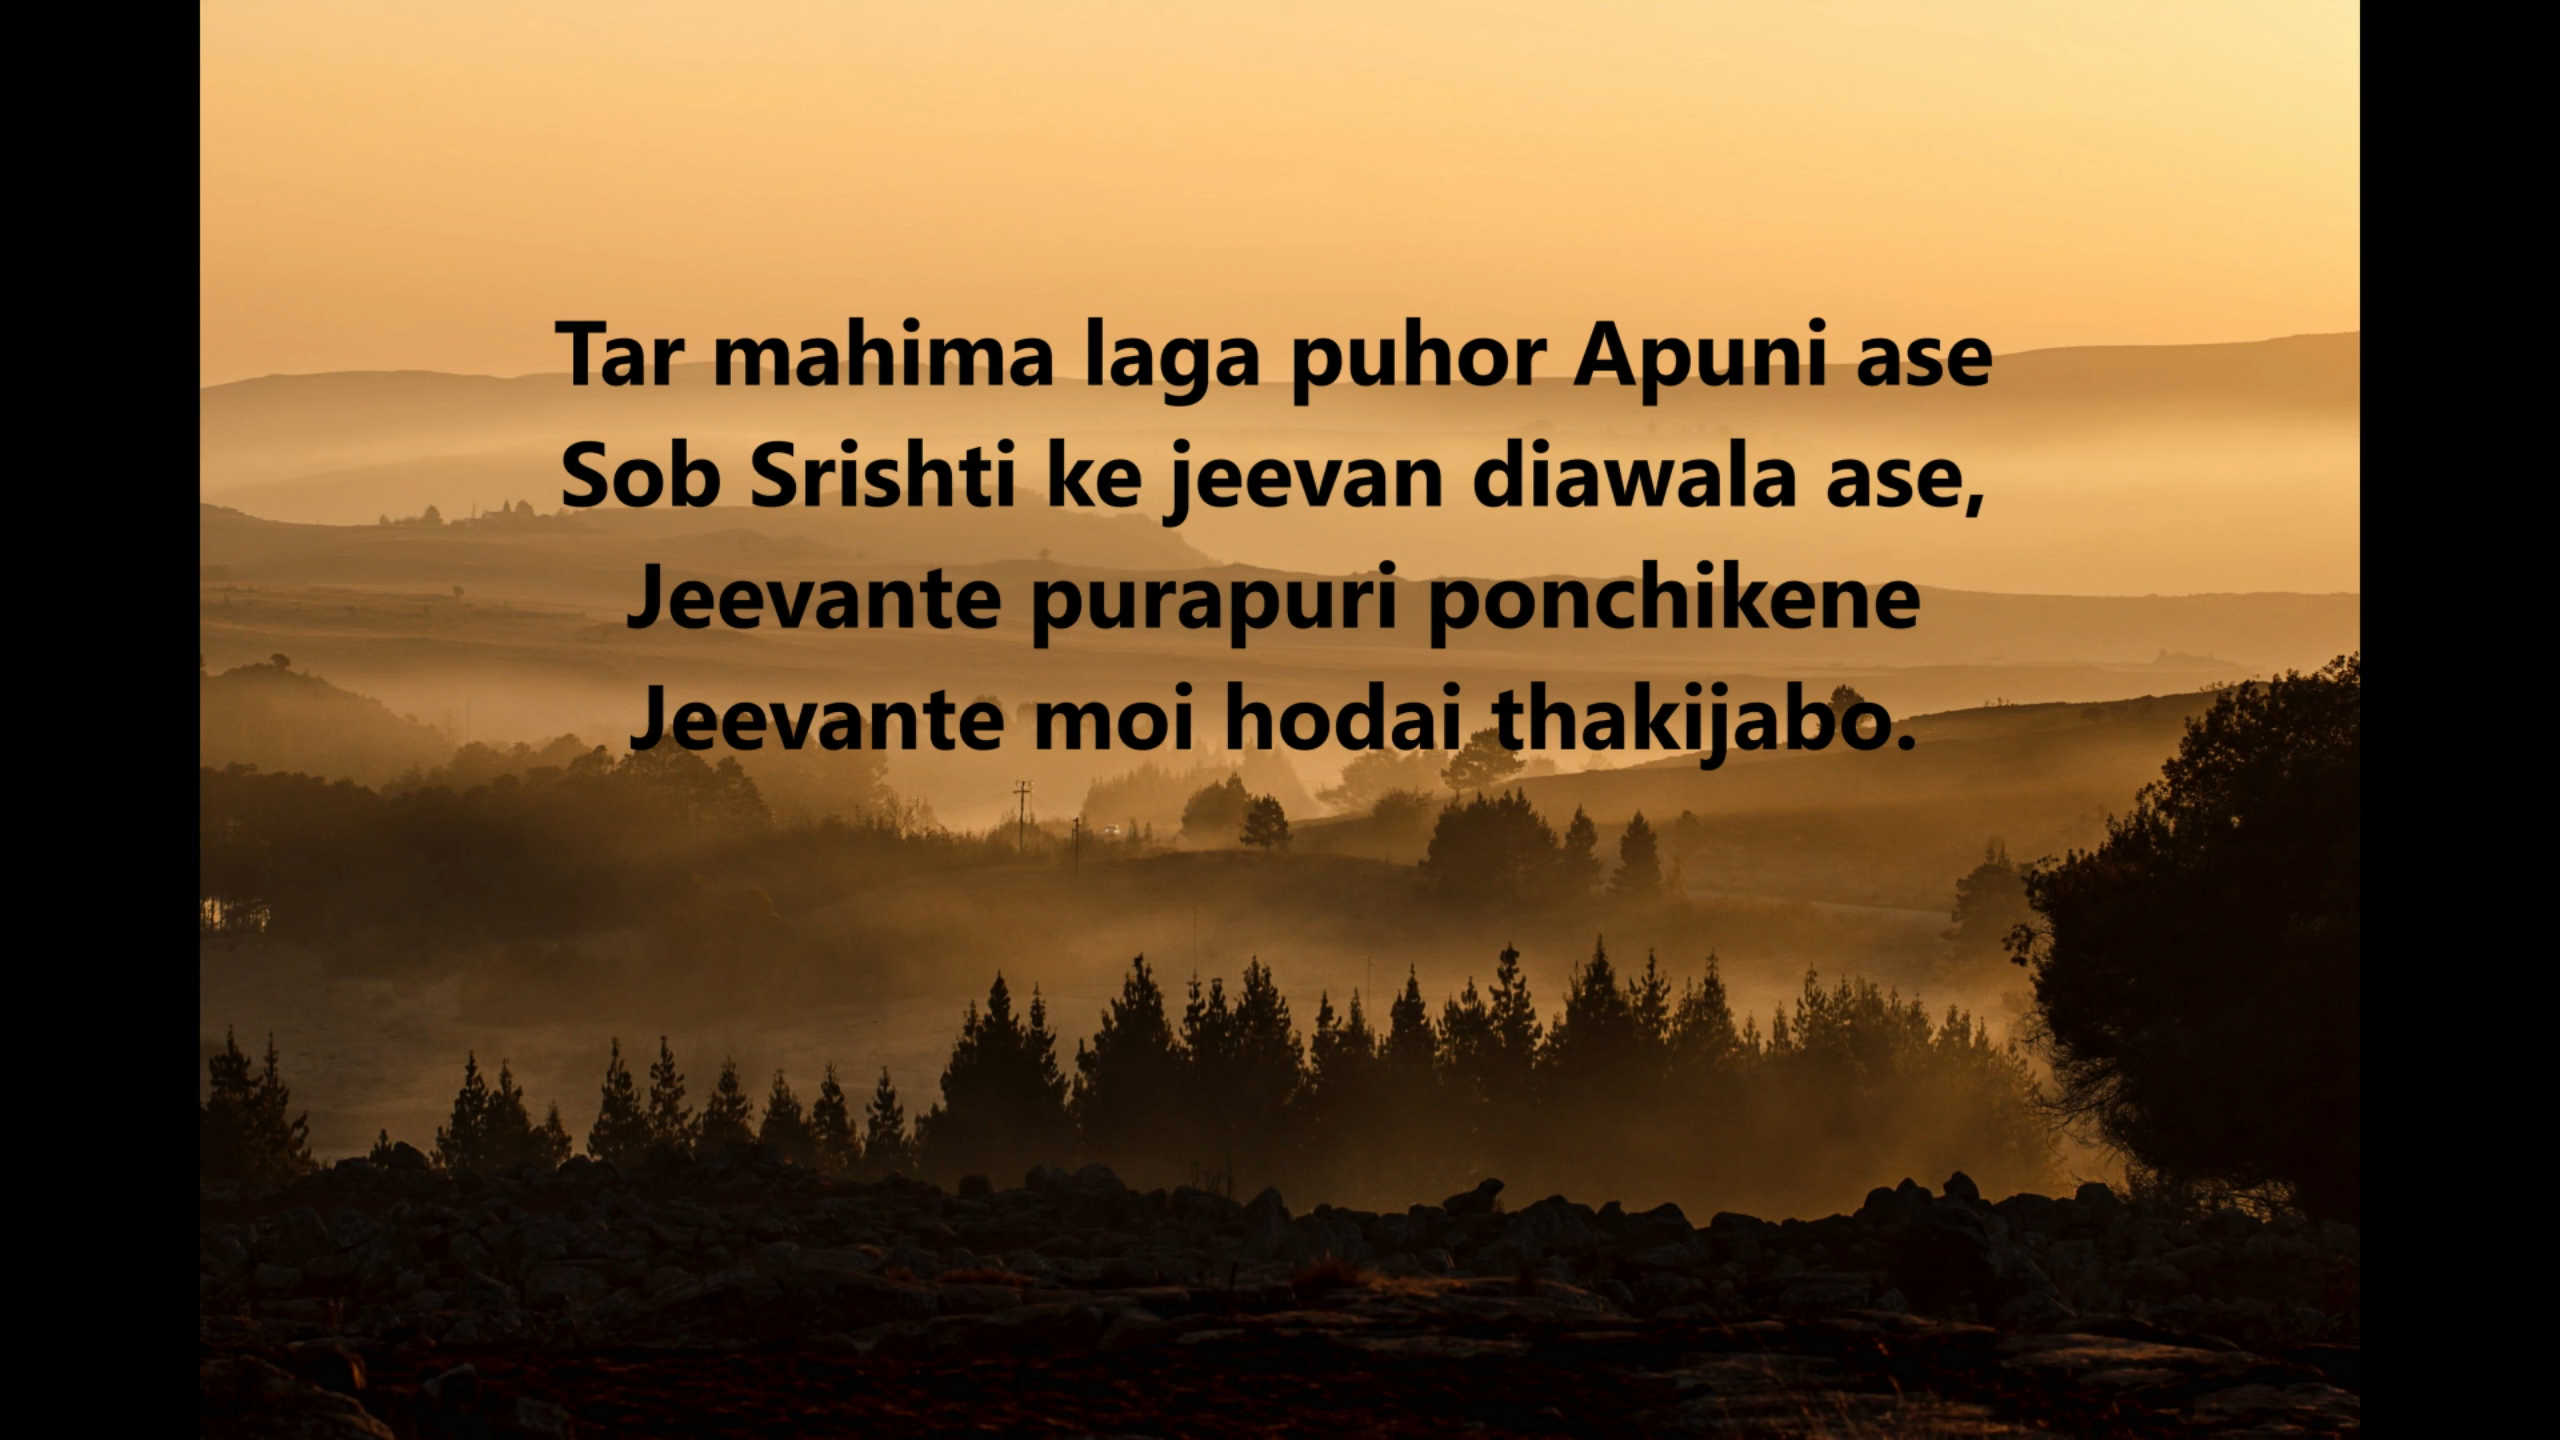 Tar mahima laga puhor Apuni ase
Sob Srishti ke jeevan diawala ase,
Jeevante purapuri ponchikene
Jeevante moi hodai thakijabo.